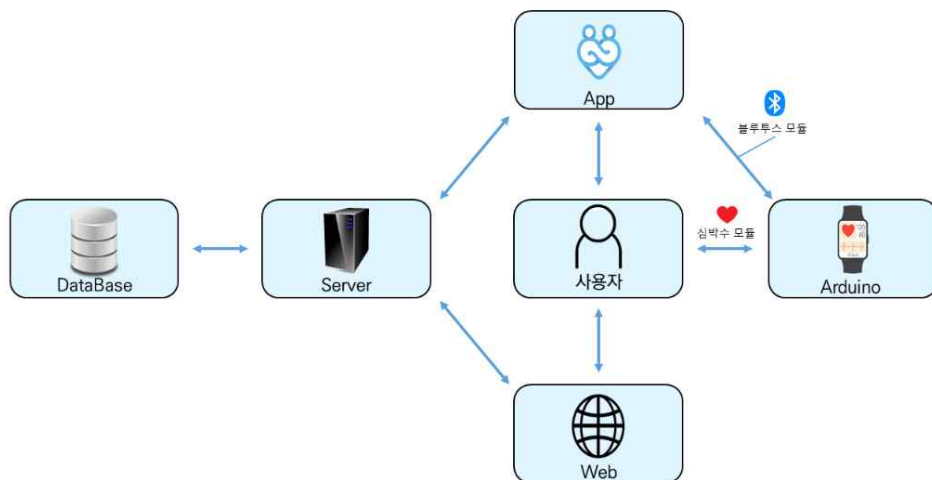 App
블루투스 모듈
심박수 모듈
DataBase
Server
사용자
Arduino
Web